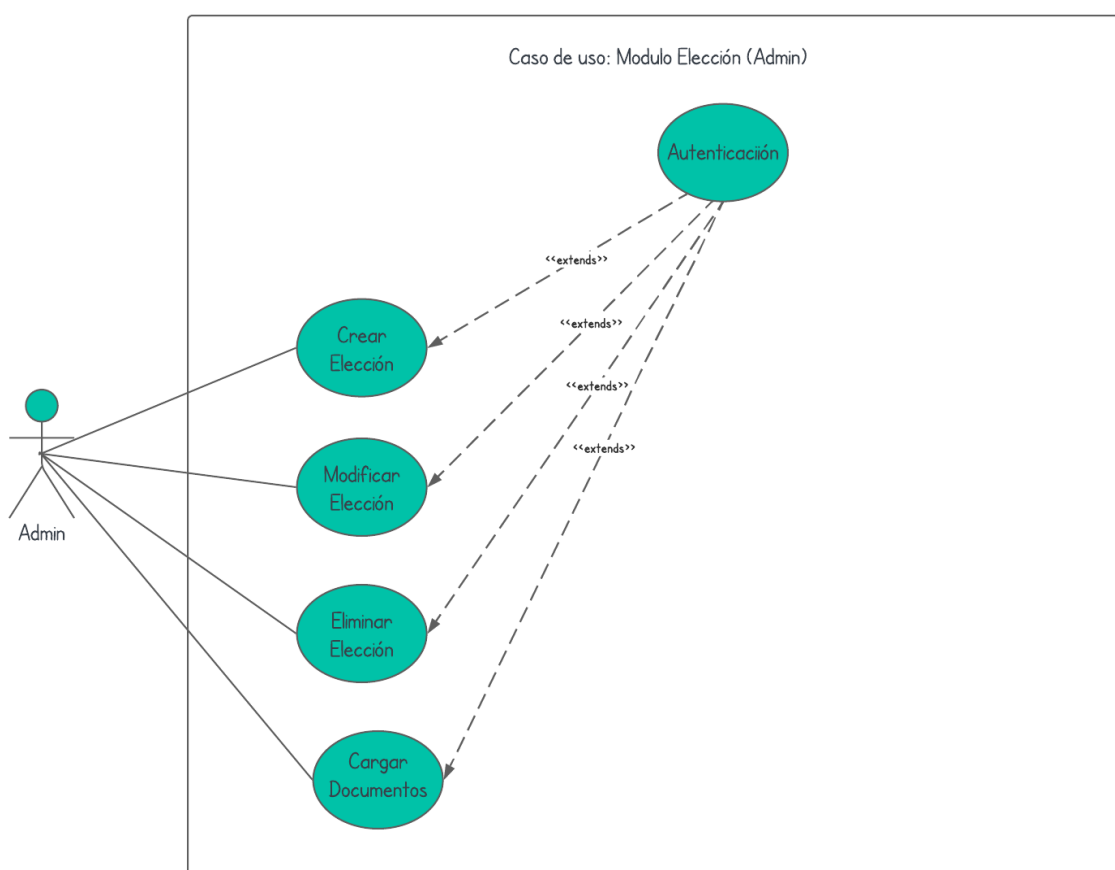 Caso de uso: Modulo Elección (Admin)
Autenticaciión
<<extends>>
<<extends>>
<<extends>>
<<extends>>
Crear
Elección
Modificar
Elección
Admin
Eliminar
Elección
Cargar
Documentos